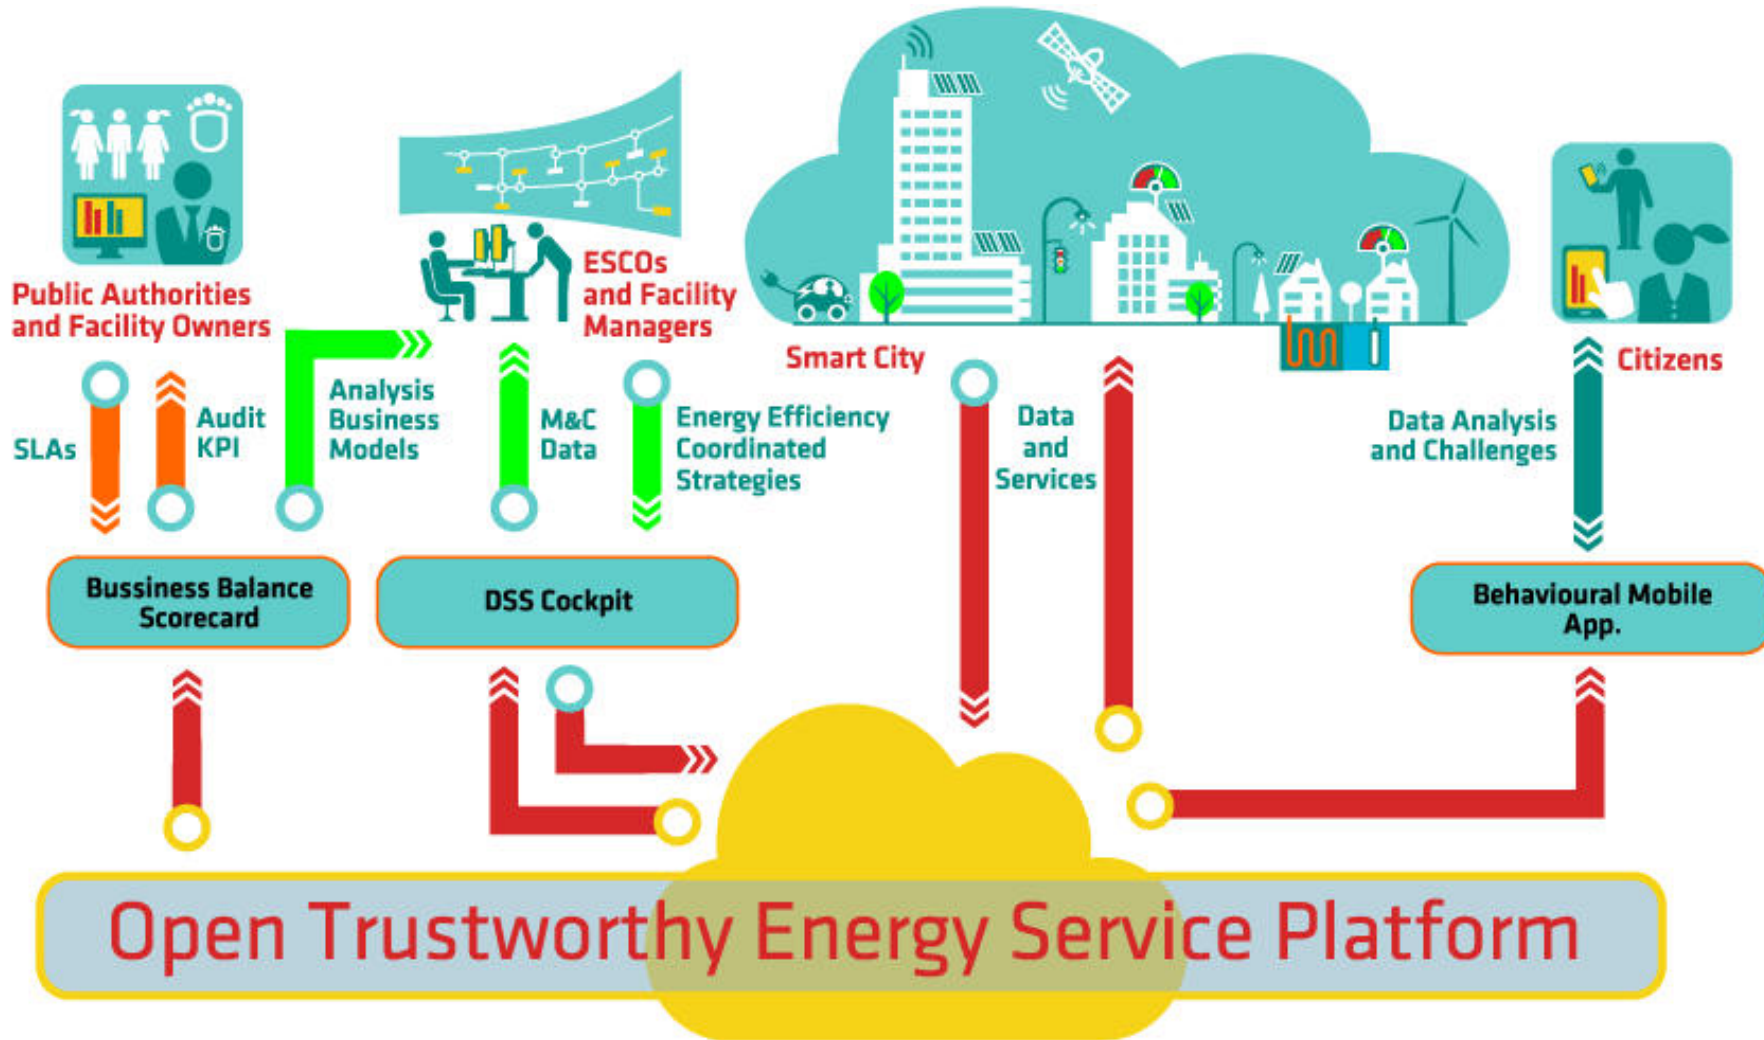 Public Authorities
and Facility Owners
ESCOs
and Facility
Managers
Smart City
Citizens
SLAs
Audit
KPI
Analysis
Business
Models
M&C
Data
Energy Efficiency
Coordinated
Strategies
Data
and
Services
Data Analysis
and Challenges
Bussiness Balance
Scorecard
DSS Cockpit
Behavioural Mobile
App.
Open Trustworthy Energy Service Platform